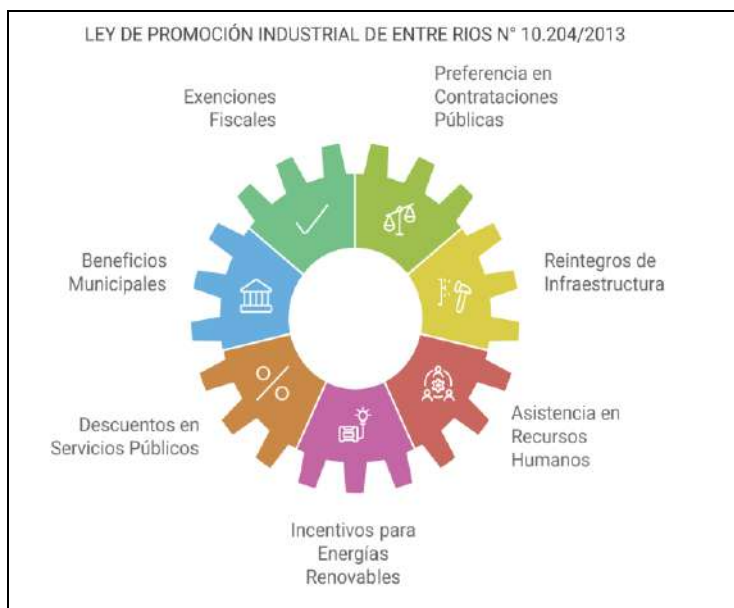 LEY DE PROMOCIÓN INDUSTRIAL DE ENTRE RIOS N° 10.204/2013
Exenciones
Fiscales
Preferencia en
Contrataciones
Públicas
Beneficios
Municipales
Reintegros de
Infraestructura
Descuentos en
Servicios Públicos
Asistencia en
Recursos
Humanos
Incentivos para
Energías
Renovables